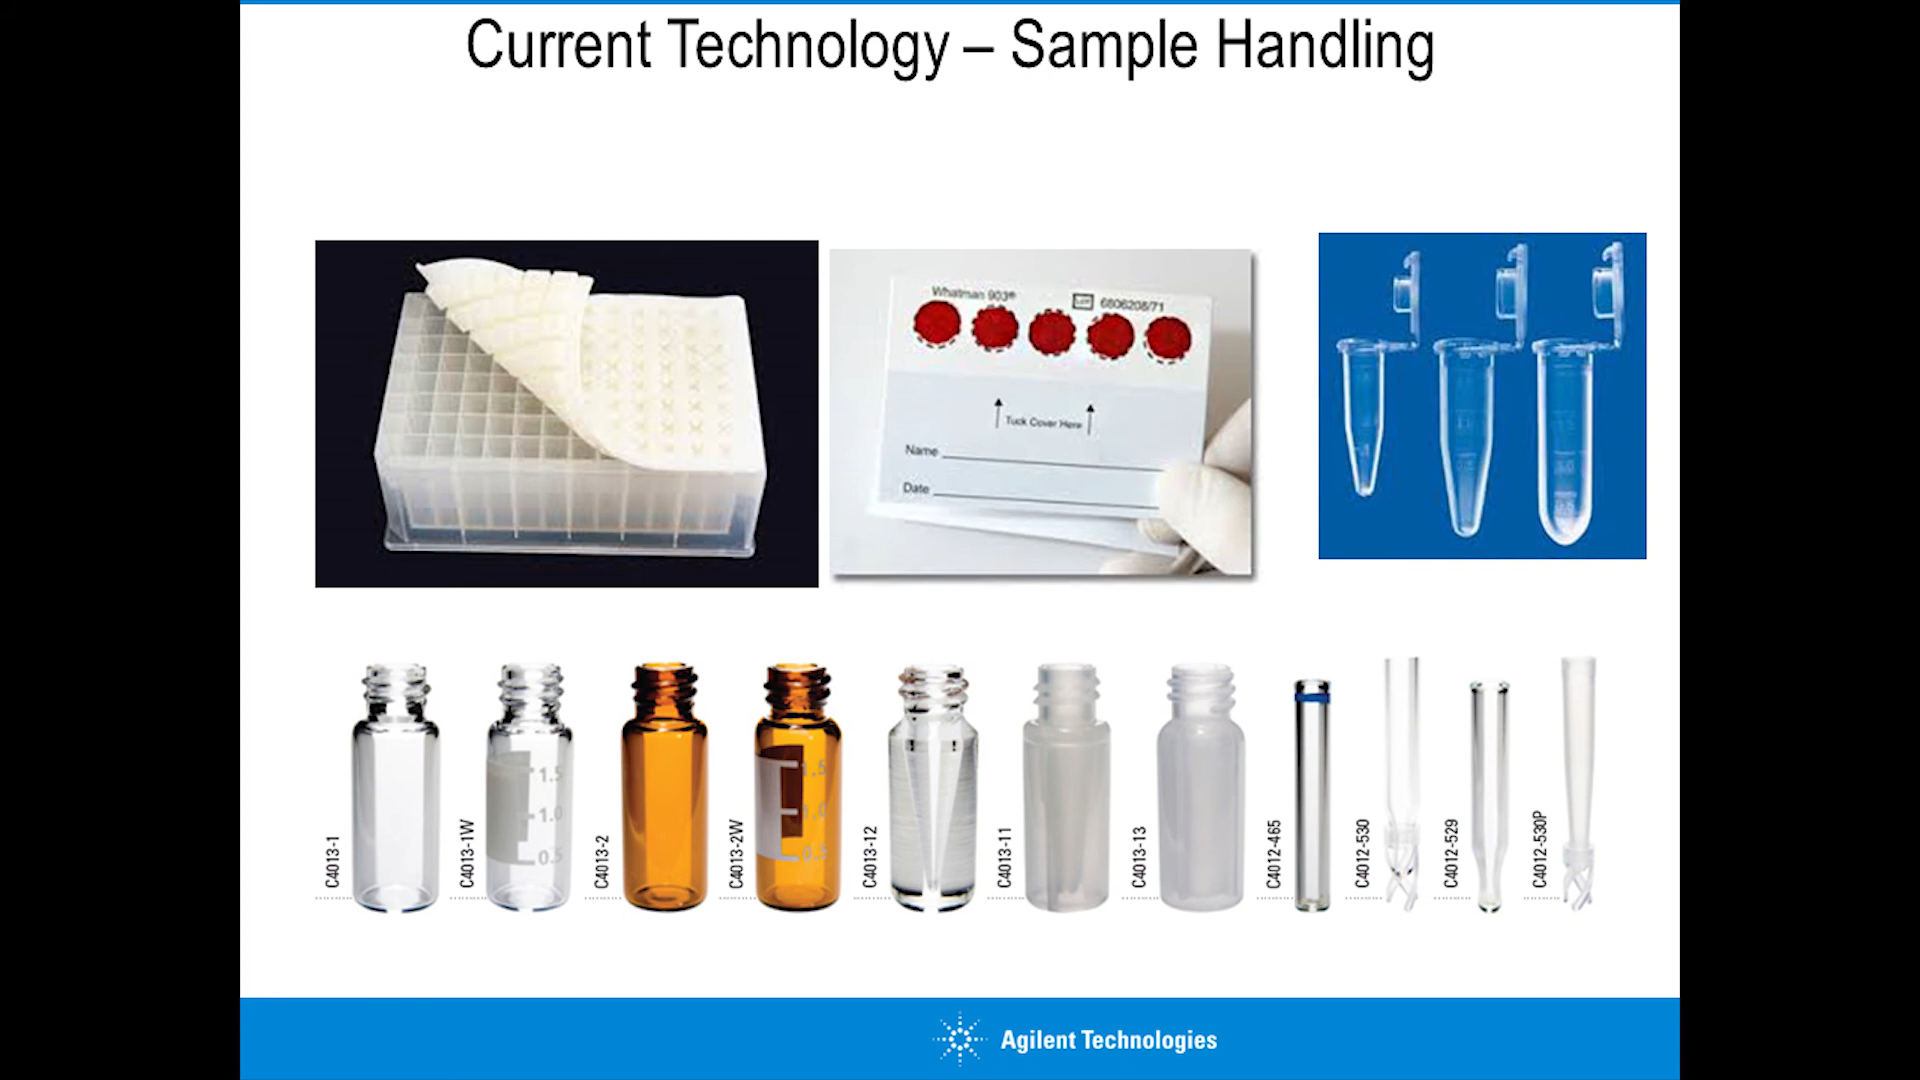 Current Technology – Sample Handling
Whatman 903®
LOT 6806206/71
Tuck Cover Here
Name
Date
1.5
1.0
0.5
1.5
1.0
0.5
C4013-1
C4013-1W
C4013-2
C4013-2W
C4013-12
C4013-11
C4013-13
C4012-465
C4012-530
C4012-529
C4012-530P
Agilent Technologies